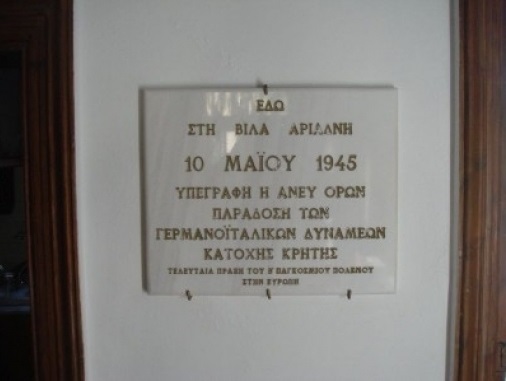 ΕΔΩ
ΣΤΗ ΒΙΛΑ ΑΡΙΑΔΝΗ
10 ΜΑΪΟΥ 1945
ΥΠΕΓΡΑΦΗ Η ΑΝΕΥ ΟΡΩΝ
ΠΑΡΑΔΟΣΗ ΤΩΝ
ΓΕΡΜΑΝΟΪΤΑΛΙΚΩΝ ΔΥΝΑΜΕΩΝ
ΚΑΤΟΧΗΣ ΚΡΗΤΗΣ
ΤΕΛΕΥΤΑΙΑ ΠΡΑΞΗ ΤΟΥ Β' ΠΑΓΚΟΣΜΙΟΥ ΠΟΛΕΜΟΥ
ΣΤΗΝ ΕΥΡΩΠΗ